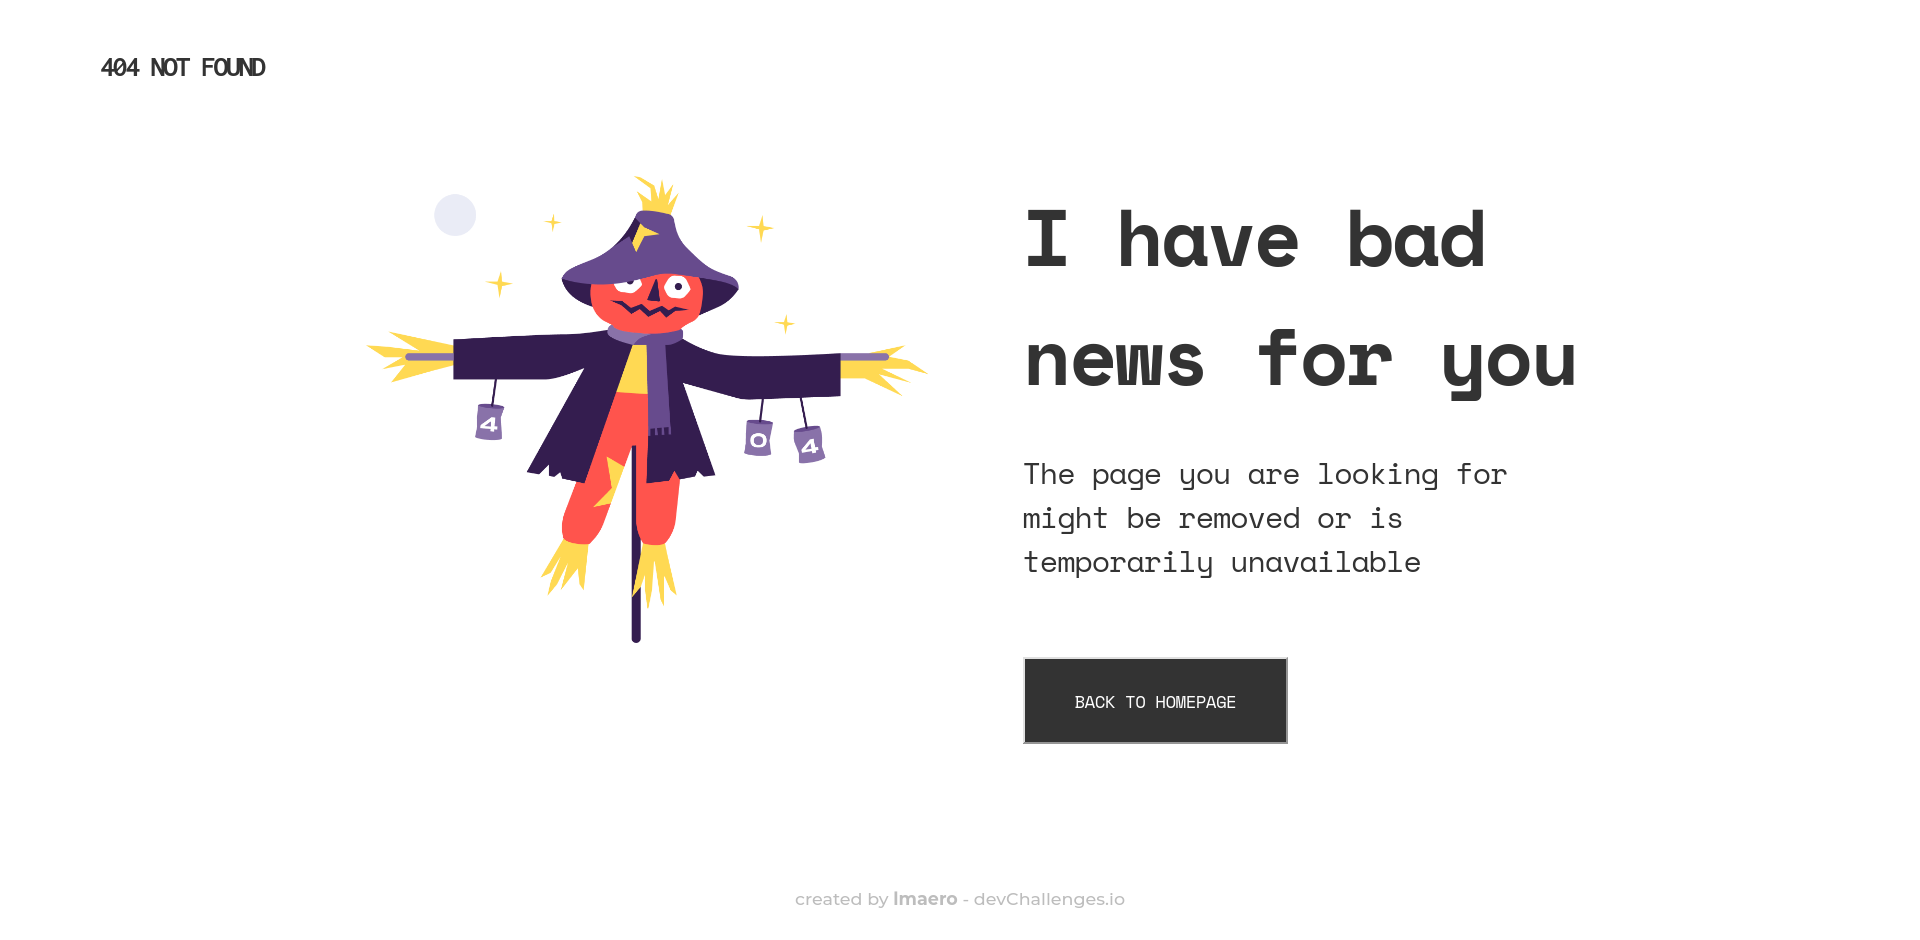 404 NOT FOUND
4
0
4
I have bad
news for you
The page you are looking for
might be removed or is
temporarily unavailable
BACK TO HOMEPAGE
created by lmaero - devChallenges.io